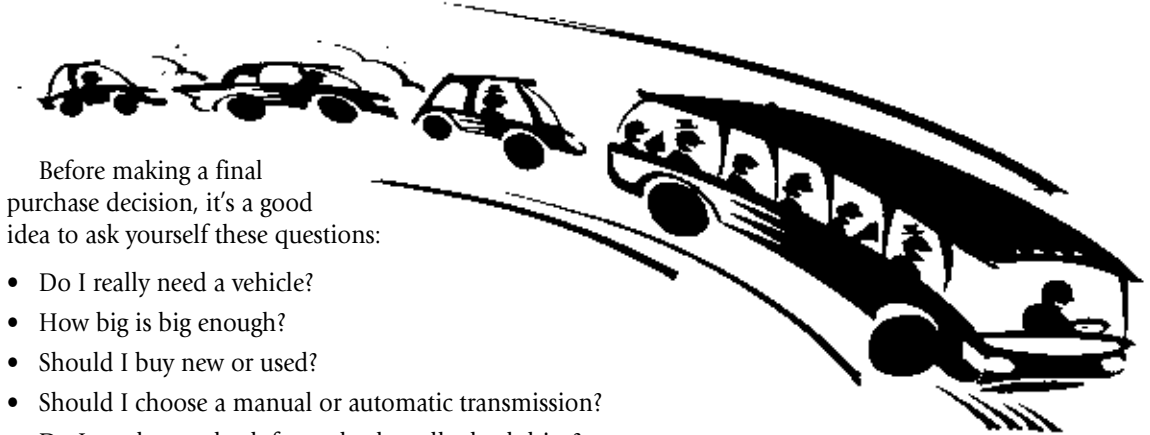 Before making a final
purchase decision, it’s a good
idea to ask yourself these questions:
• Do I really need a vehicle?
• How big is big enough?
• Should I buy new or used?
• Should I choose a manual or automatic transmission?